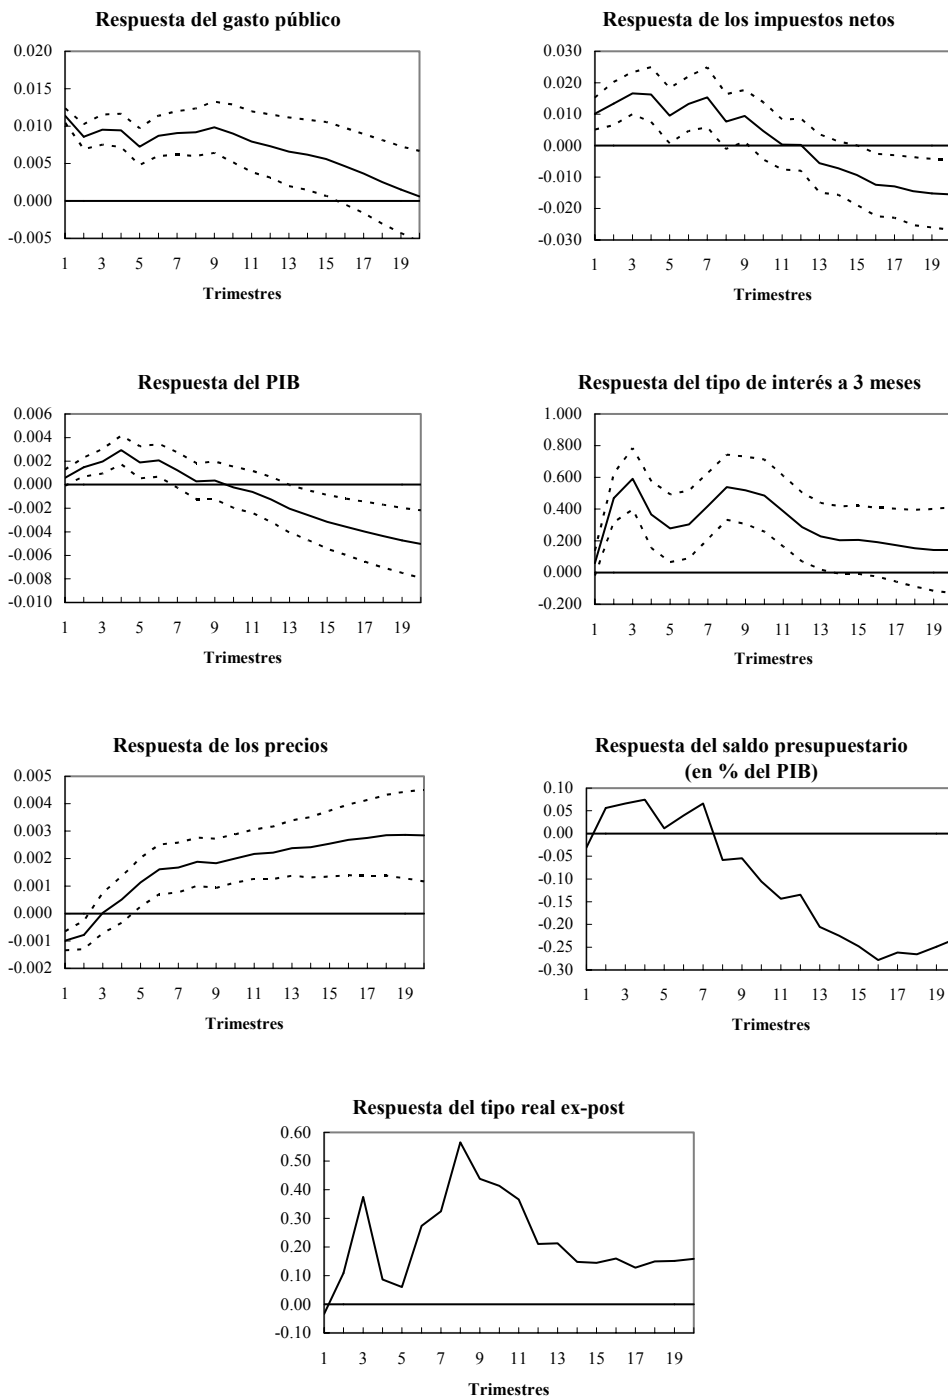 Respuesta del gasto público
0.020
0.015
0.010
0.005
0.000
-0.005
1 3 5 7 9 11 13 15 17 19
Trimestres
Respuesta de los impuestos netos
0.030
0.020
0.010
0.000
-0.010
-0.020
-0.030
1 3 5 7 9 11 13 15 17 19
Trimestres
Respuesta del PIB
0.006
0.004
0.002
0.000
-0.002
-0.004
-0.006
-0.008
-0.010
1 3 5 7 9 11 13 15 17 19
Trimestres
Respuesta del tipo de interés a 3 meses
1.000
0.800
0.600
0.400
0.200
0.000
-0.200
1 3 5 7 9 11 13 15 17 19
Trimestres
Respuesta de los precios
0.005
0.004
0.003
0.002
0.001
0.000
-0.001
-0.002
1 3 5 7 9 11 13 15 17 19
Trimestres
Respuesta del saldo presupuestario
(en % del PIB)
0.10
0.05
0.00
-0.05
-0.10
-0.15
-0.20
-0.25
-0.30
1 3 5 7 9 11 13 15 17 19
Trimestres
Respuesta del tipo real ex-post
0.60
0.50
0.40
0.30
0.20
0.10
0.00
-0.10
1 3 5 7 9 11 13 15 17 19
Trimestres